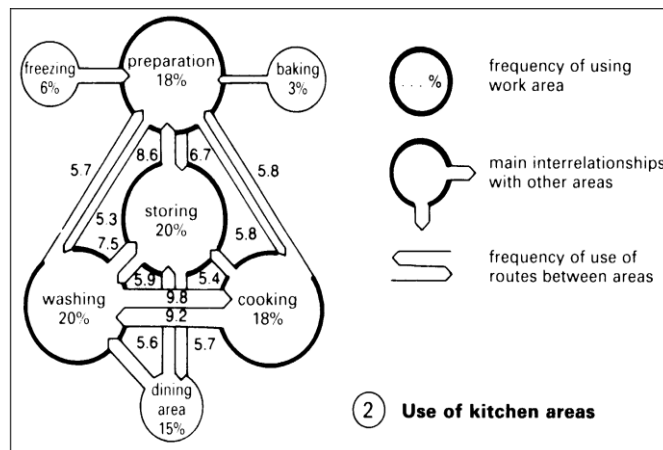 freezing
6%
preparation
18%
baking
3%
5.7
8.6
6.7
5.8
5.3
7.5
storing
20%
5.8
5.9
5.4
washing
20%
9.8
9.2
cooking
18%
5.6
5.7
dining
area
15%
....%
frequency of using
work area
main interrelationships
with other areas
frequency of use of
routes between areas
2 Use of kitchen areas